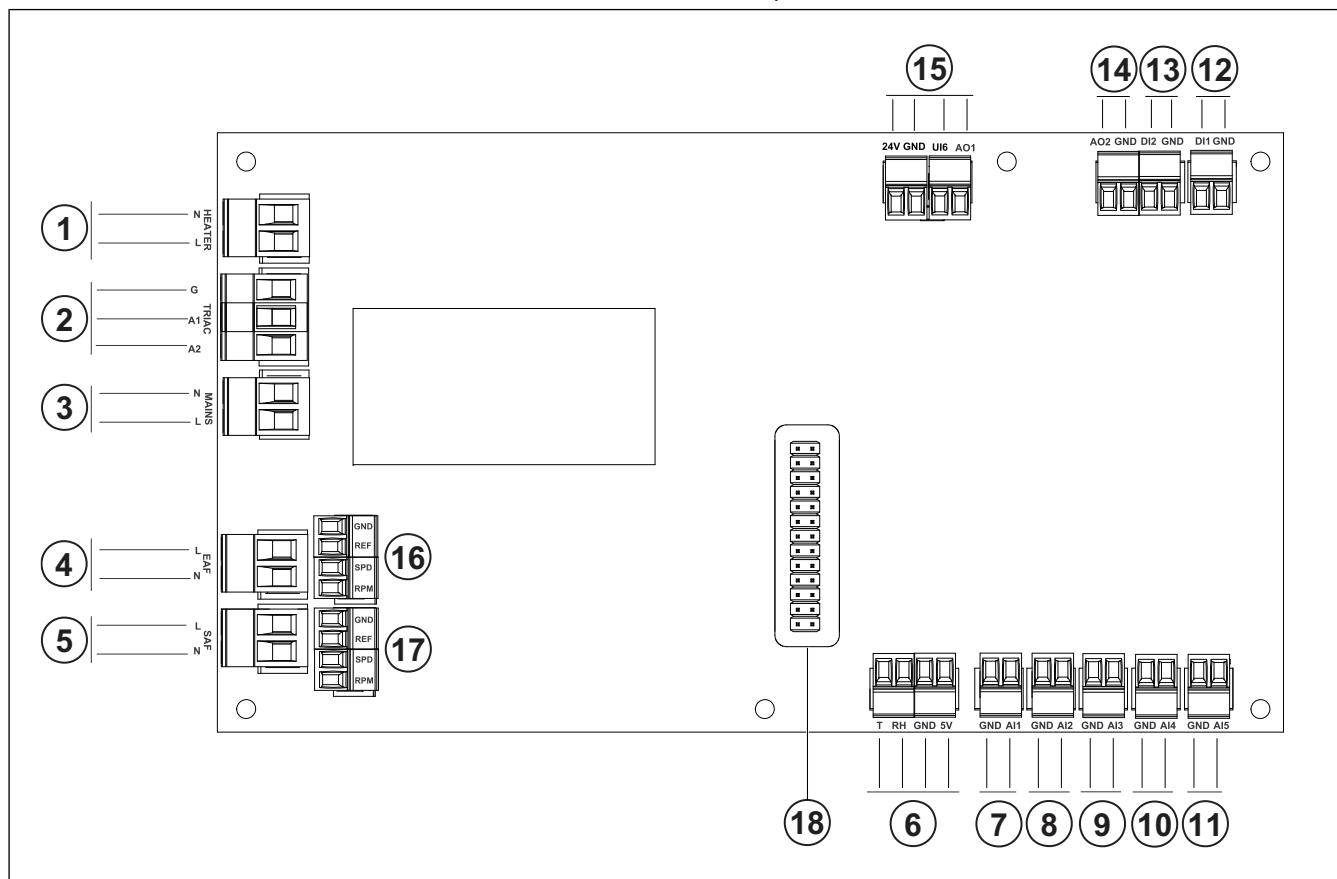 15 14 13 12
24V GND UI6 AO1 AO2 GND DI2 GND DI1 GND
1 N L HEATER
2 G A1 A2 TRIAC
3 N L MAINS
4 L N EAF
GND
REF
SPD
RPM
16
5 L N SAF
GND
REF
SPD
RPM
17
T RH GND 5V GND AI1 GND AI2 GND AI3 GND AI4 GND AI5
18 6 7 8 9 10 11